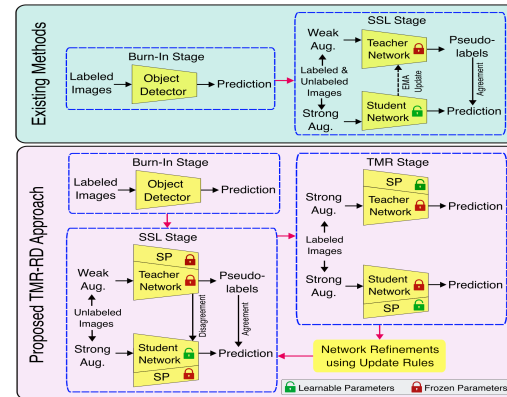 Existing Methods
Burn-In Stage
Labeled
Images
Object
Detector
Prediction
SSL Stage
Weak
Aug.
Teacher
Network
Pseudo-
labels
Labeled &
Unlabeled
Images
EMA
Update
Agreement
Strong
Aug.
Student
Network
Prediction
Proposed TMR-RD Approach
Burn-In Stage
Labeled
Images
Object
Detector
Prediction
SSL Stage
SP
Weak
Aug.
Teacher
Network
Pseudo-
labels
Unlabeled
Images
Disagreement
Agreement
Strong
Aug.
Student
Network
Prediction
SP
TMR Stage
SP
Strong
Aug.
Teacher
Network
Prediction
Labeled
Images
Strong
Aug.
Student
Network
Prediction
SP
Network Refinements
using Update Rules
Learnable Parameters
Frozen Parameters